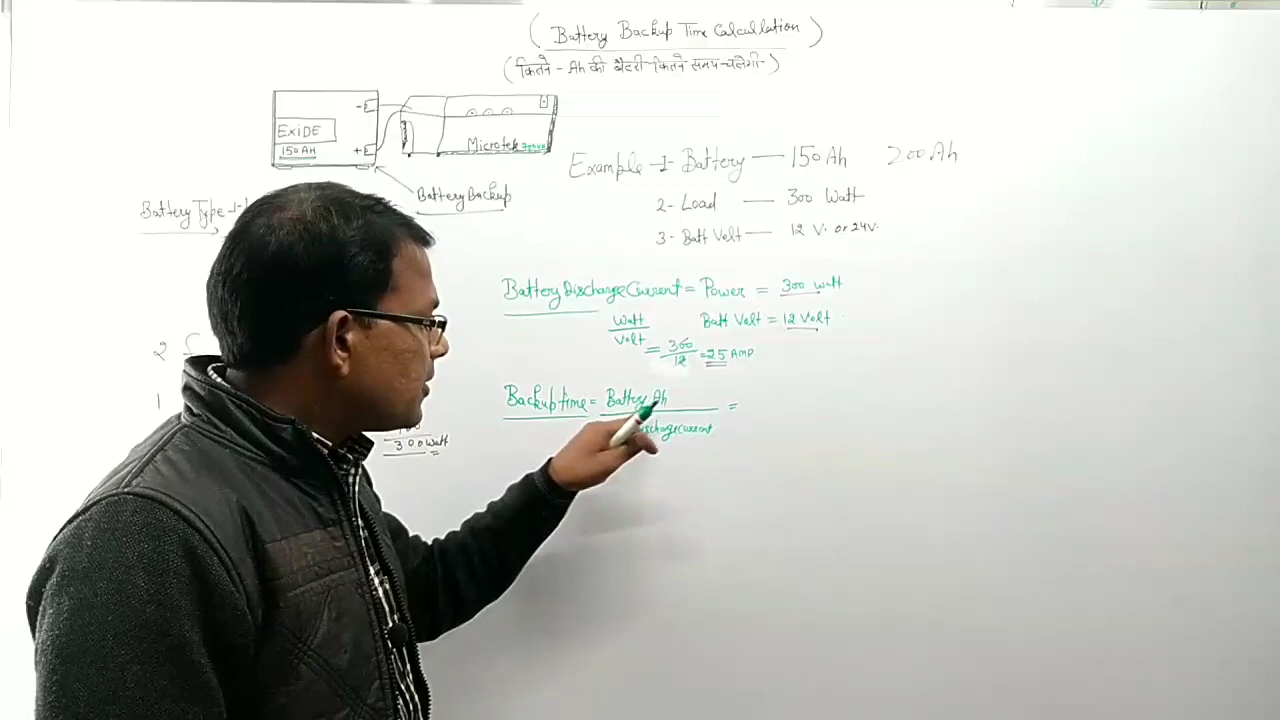 ( Battery Backup Time Calcullation )
( कितने - Ah की बैटरी कितने समय चलेगी - )
EXIDE
150 AH
-
+
Microtek
Battery Backup
Battery Type :-
Example - 1- Battery — 150 Ah 200 Ah
2- Load — 300 Watt
3- Batt Volt — 12 V. or 24V.
Battery Discharge Current = Power = 300 watt
Watt / Volt Batt Volt = 12 Volt
= 300/12 = 25 AMP
2
1
300 Watt
Backup time = Battery Ah =
ischarge current